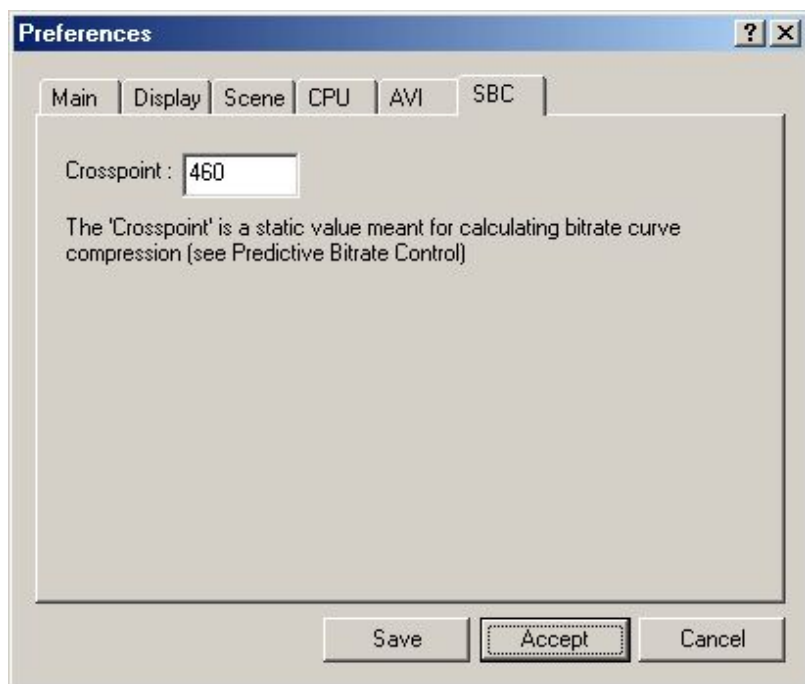 Preferences
Main Display Scene CPU AVI SBC
Crosspoint : 460
The 'Crosspoint' is a static value meant for calculating bitrate curve
compression (see Predictive Bitrate Control)
Save Accept Cancel